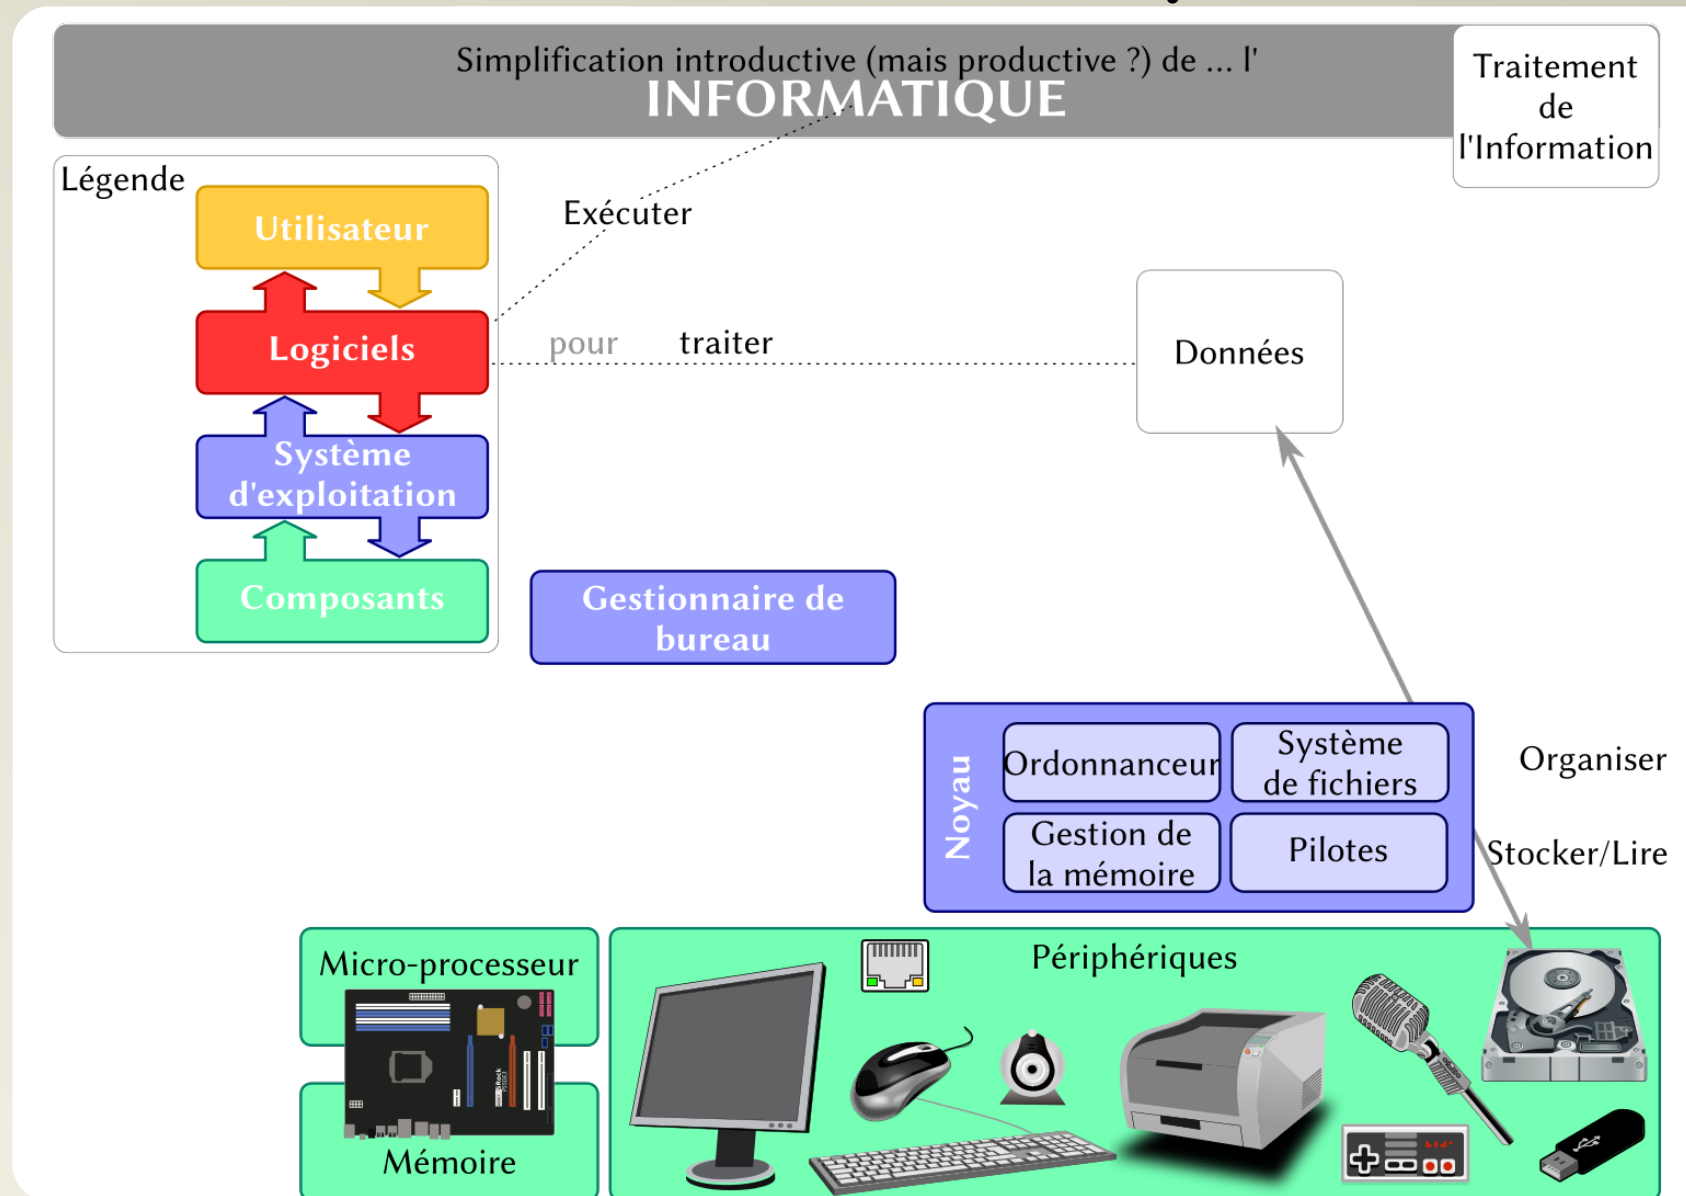 Simplification introductive (mais productive ?) de ... l'
INFORMATIQUE
Traitement
de
l'Information
Légende
Utilisateur
Exécuter
Logiciels
pour traiter
Données
Système
d'exploitation
Composants
Gestionnaire de
bureau
Noyau
Ordonnanceur
Système
de fichiers
Organiser
Gestion de
la mémoire
Pilotes
Stocker/Lire
Micro-processeur
Périphériques
Mémoire